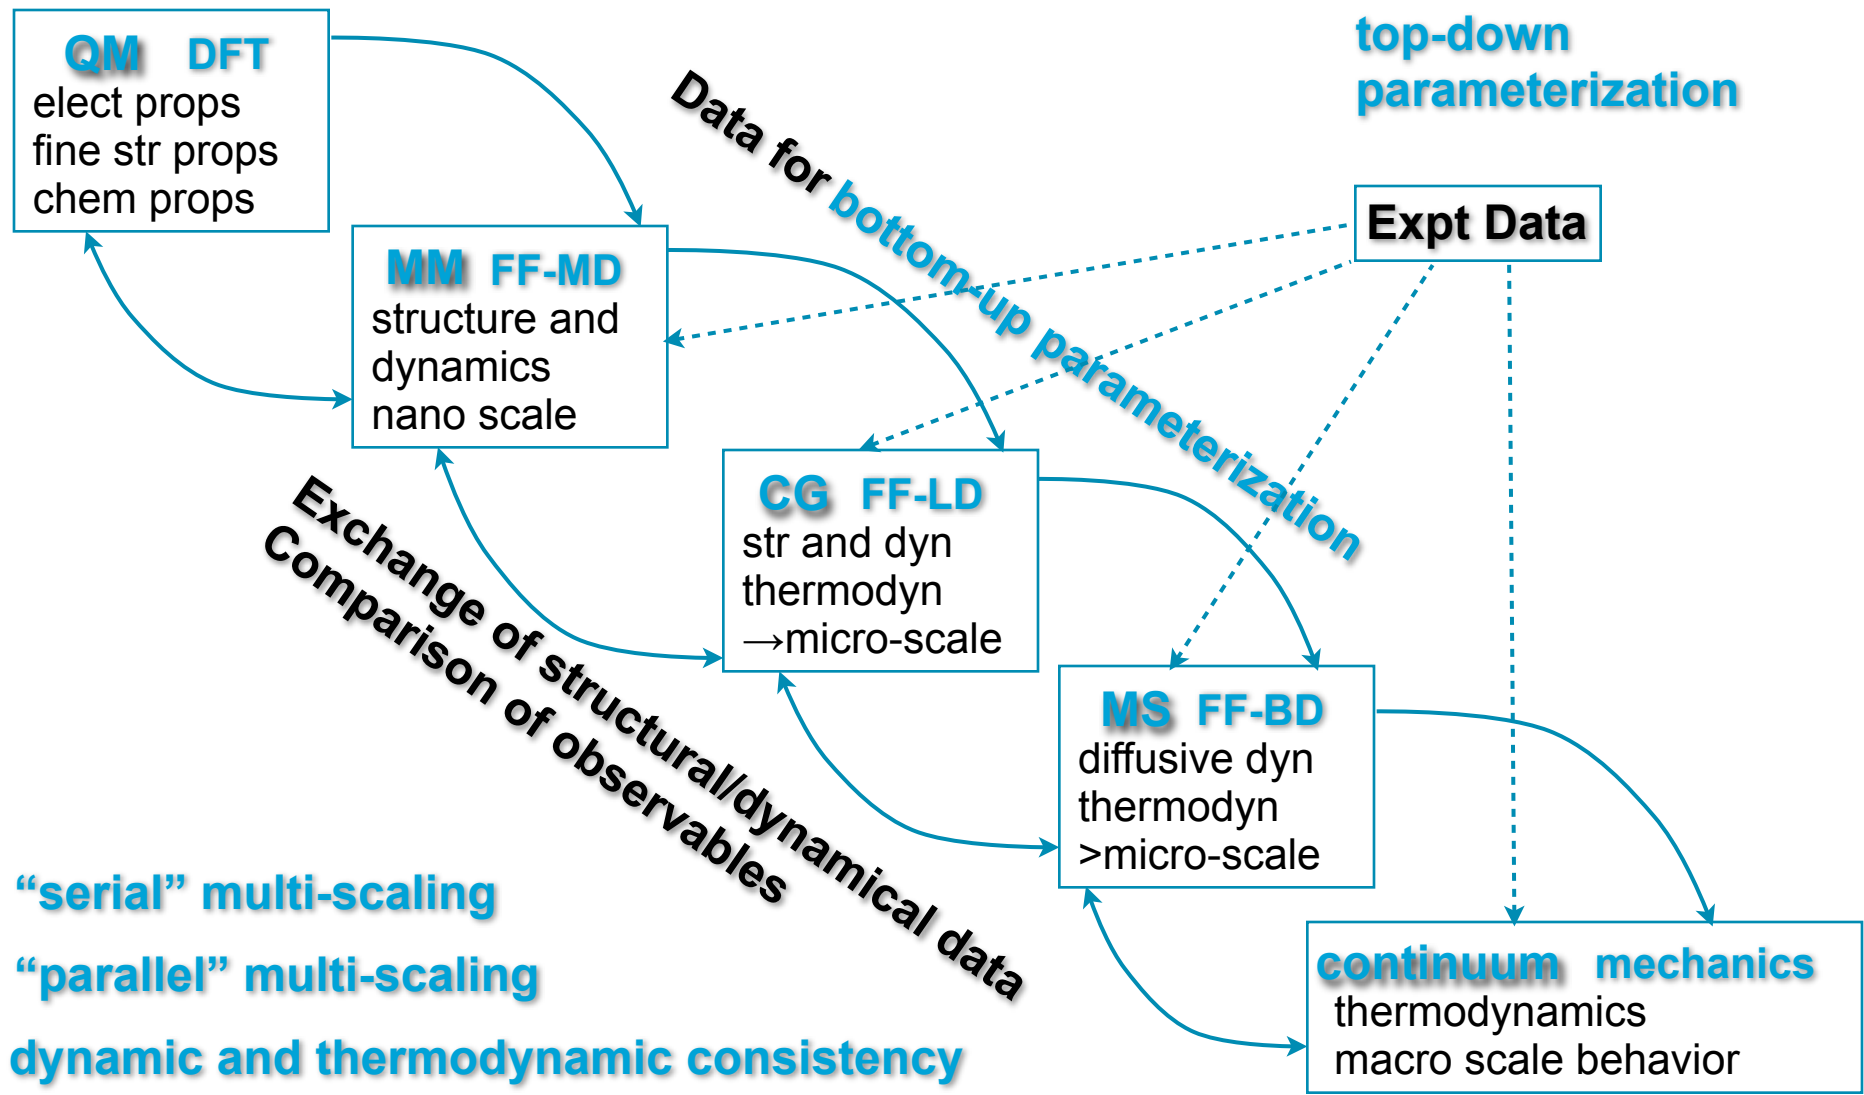 QM DFT
elect props
fine str props
chem props
top-down
parameterization
Data for bottom-up parameterization
Expt Data
MM FF-MD
structure and
dynamics
nano scale
CG FF-LD
str and dyn
thermodyn
→micro-scale
Exchange of structural/dynamical data
Comparison of observables
MS FF-BD
diffusive dyn
thermodyn
>micro-scale
“serial” multi-scaling
“parallel” multi-scaling
dynamic and thermodynamic consistency
continuum mechanics
thermodynamics
macro scale behavior